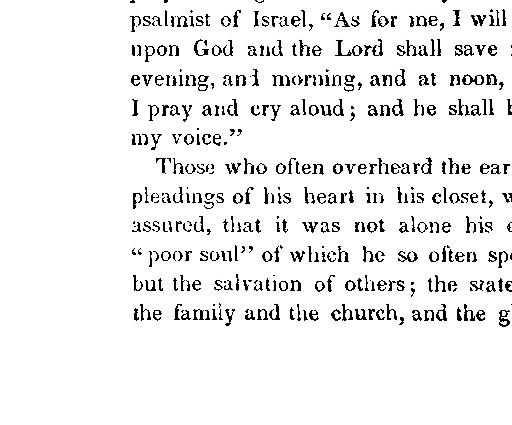 psalmist of Israel, “As for me, I will
upon God and the Lord shall save
evening, and morning, and at noon,
I pray and cry aloud; and he shall
my voice.”
Those who often overheard the
pleadings of his heart in his closet,
assured, that it was not alone his
“poor soul” of which he so often
but the salvation of others; the
the family and the church, and the